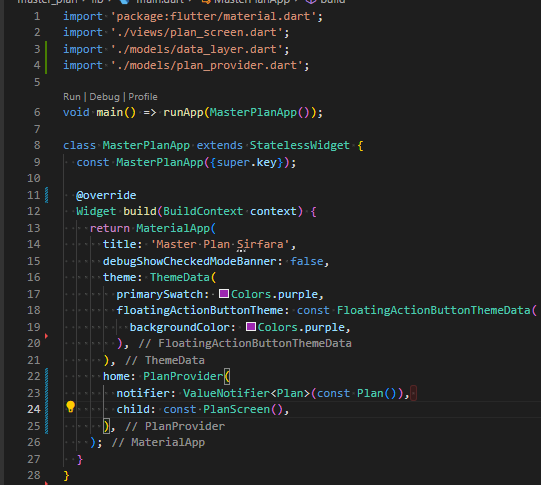 master_plan > lib > main.dart > MasterPlanApp > build
1 import 'package:flutter/material.dart';
2 import './views/plan_screen.dart';
3 import './models/data_layer.dart';
4 import './models/plan_provider.dart';
5
Run | Debug | Profile
6 void main() => runApp(MasterPlanApp());
7
8 class MasterPlanApp extends StatelessWidget {
9 const MasterPlanApp({super.key});
10
11 @override
12 Widget build(BuildContext context) {
13 return MaterialApp(
14 title: 'Master Plan Sirfara',
15 debugShowCheckedModeBanner: false,
16 theme: ThemeData(
17 primarySwatch: Colors.purple,
18 floatingActionButtonTheme: const FloatingActionButtonThemeData(
19 backgroundColor: Colors.purple,
20 ), // FloatingActionButtonThemeData
21 ), // ThemeData
22 home: PlanProvider(
23 notifier: ValueNotifier<Plan>(const Plan()),
24 child: const PlanScreen(),
25 ), // PlanProvider
26 ); // MaterialApp
27 }
28 }